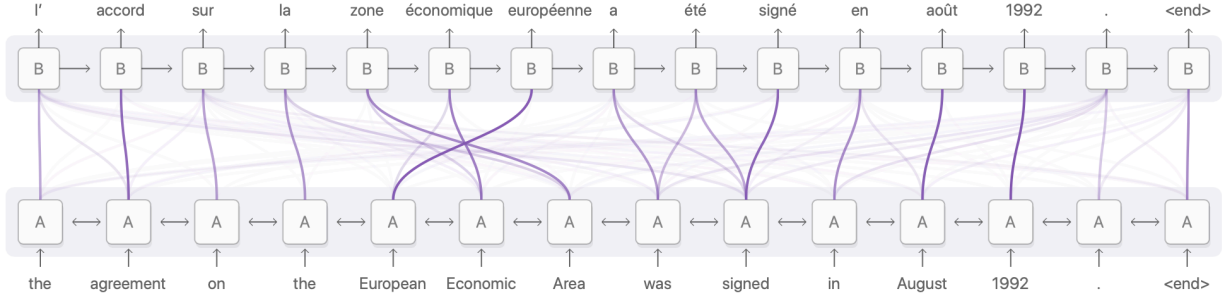 l' accord sur la zone économique européenne a été signé en août 1992 . <end>
B B B B B B B B B B B B B B B
A A A A A A A A A A A A A A
the agreement on the European Economic Area was signed in August 1992 . <end>